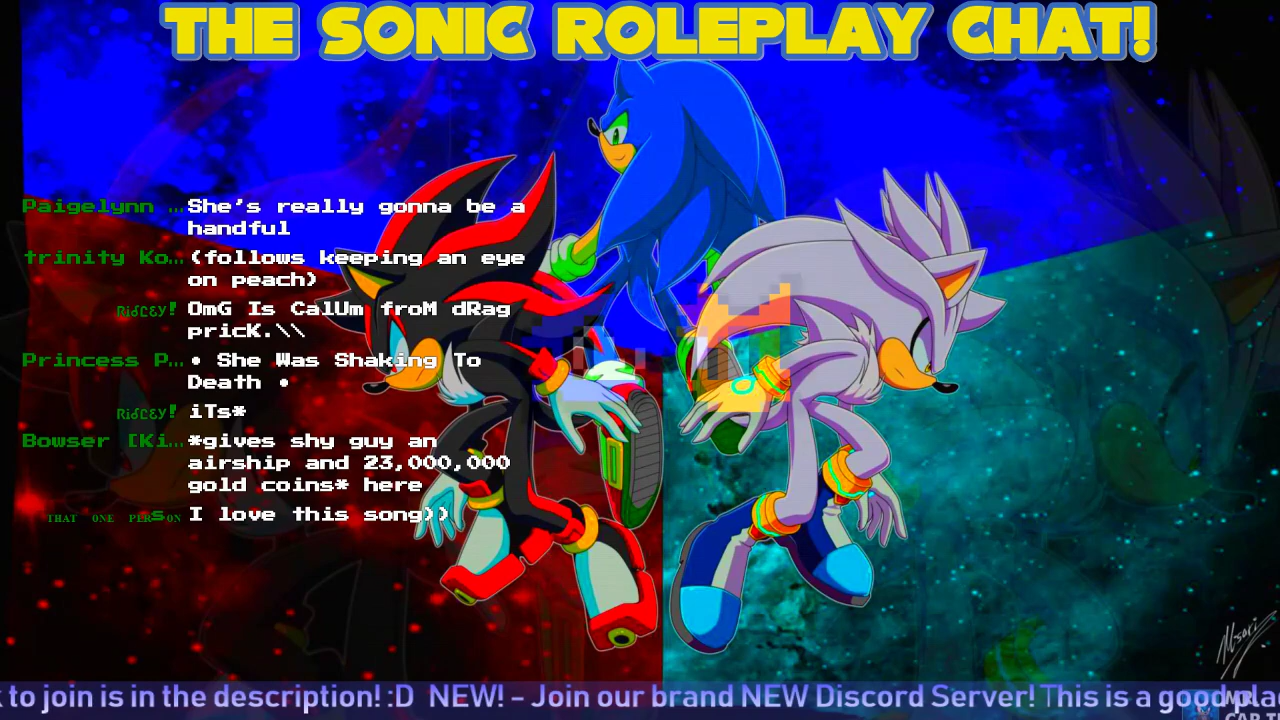 THE SONIC ROLEPLAY CHAT!
Paigelynn ... She's really gonna be a
handful
trinity Ko... (follows keeping an eye
on peach)
Ridley! OmG Is CalUm froM dRag
pricK.\\
Princess P... • She Was Shaking To
Death •
Ridley! iTs*
Bowser [Ki... *gives shy guy an
airship and 23,000,000
gold coins* here
THAT ONE PERSON I love this song))
k to join is in the description! :D NEW! - Join our brand NEW Discord Server! This is a good pla